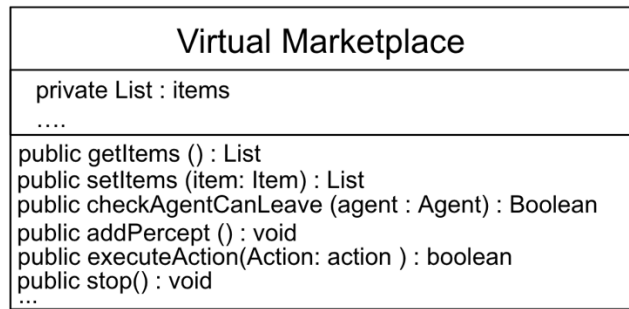 Virtual Marketplace
private List : items
....
public getItems () : List
public setItems (item: Item) : List
public checkAgentCanLeave (agent : Agent) : Boolean
public addPercept () : void
public executeAction(Action: action ) : boolean
public stop() : void
...